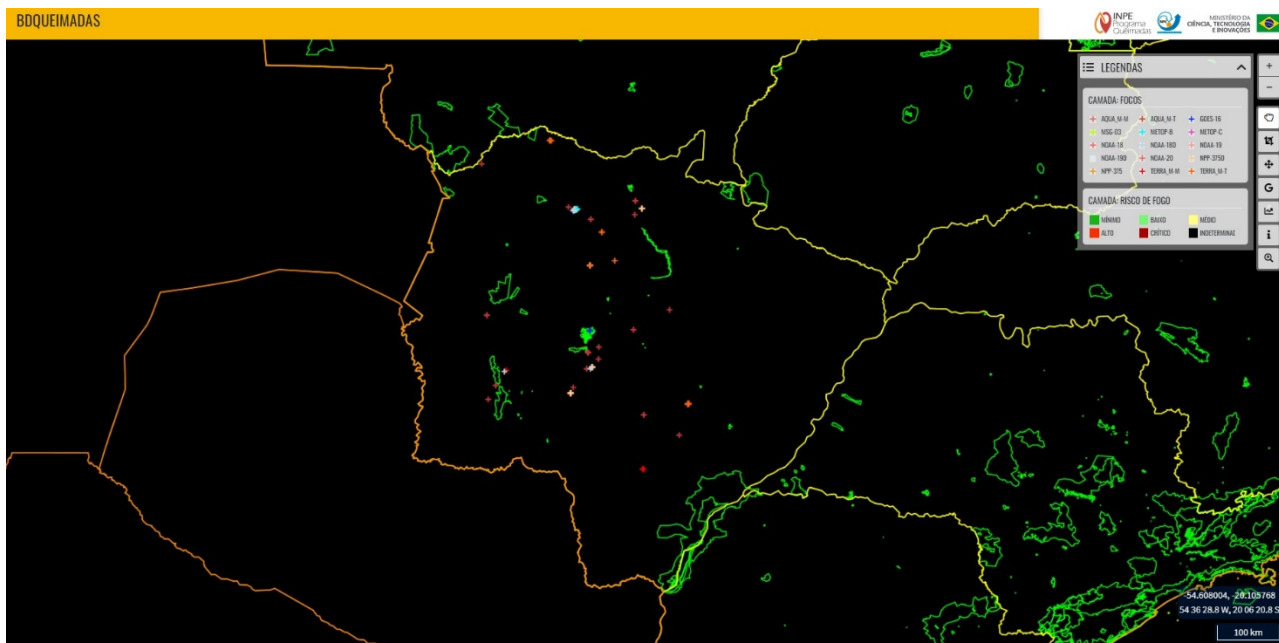 BDQUEIMADAS
INPE
Programa
Queimadas
MINISTÉRIO DA
CIÊNCIA, TECNOLOGIA
E INOVAÇÕES
LEGENDAS
CAMADA: FOCOS
AQUA_M-M AQUA_M-T GOES-16
MSG-03 METOP-B METOP-C
NOAA-18 NOAA-18D NOAA-19
NOAA-19D NOAA-20 NPP-375D
NPP-375 TERRA_M-M TERRA_M-T
CAMADA: RISCO DE FOGO
MÍNIMO BAIXO MÉDIO
ALTO CRÍTICO INDETERMINAE
G
i
-54.608004, -20.105768
54 36 28.8 W, 20 06 20.8 S
100 km